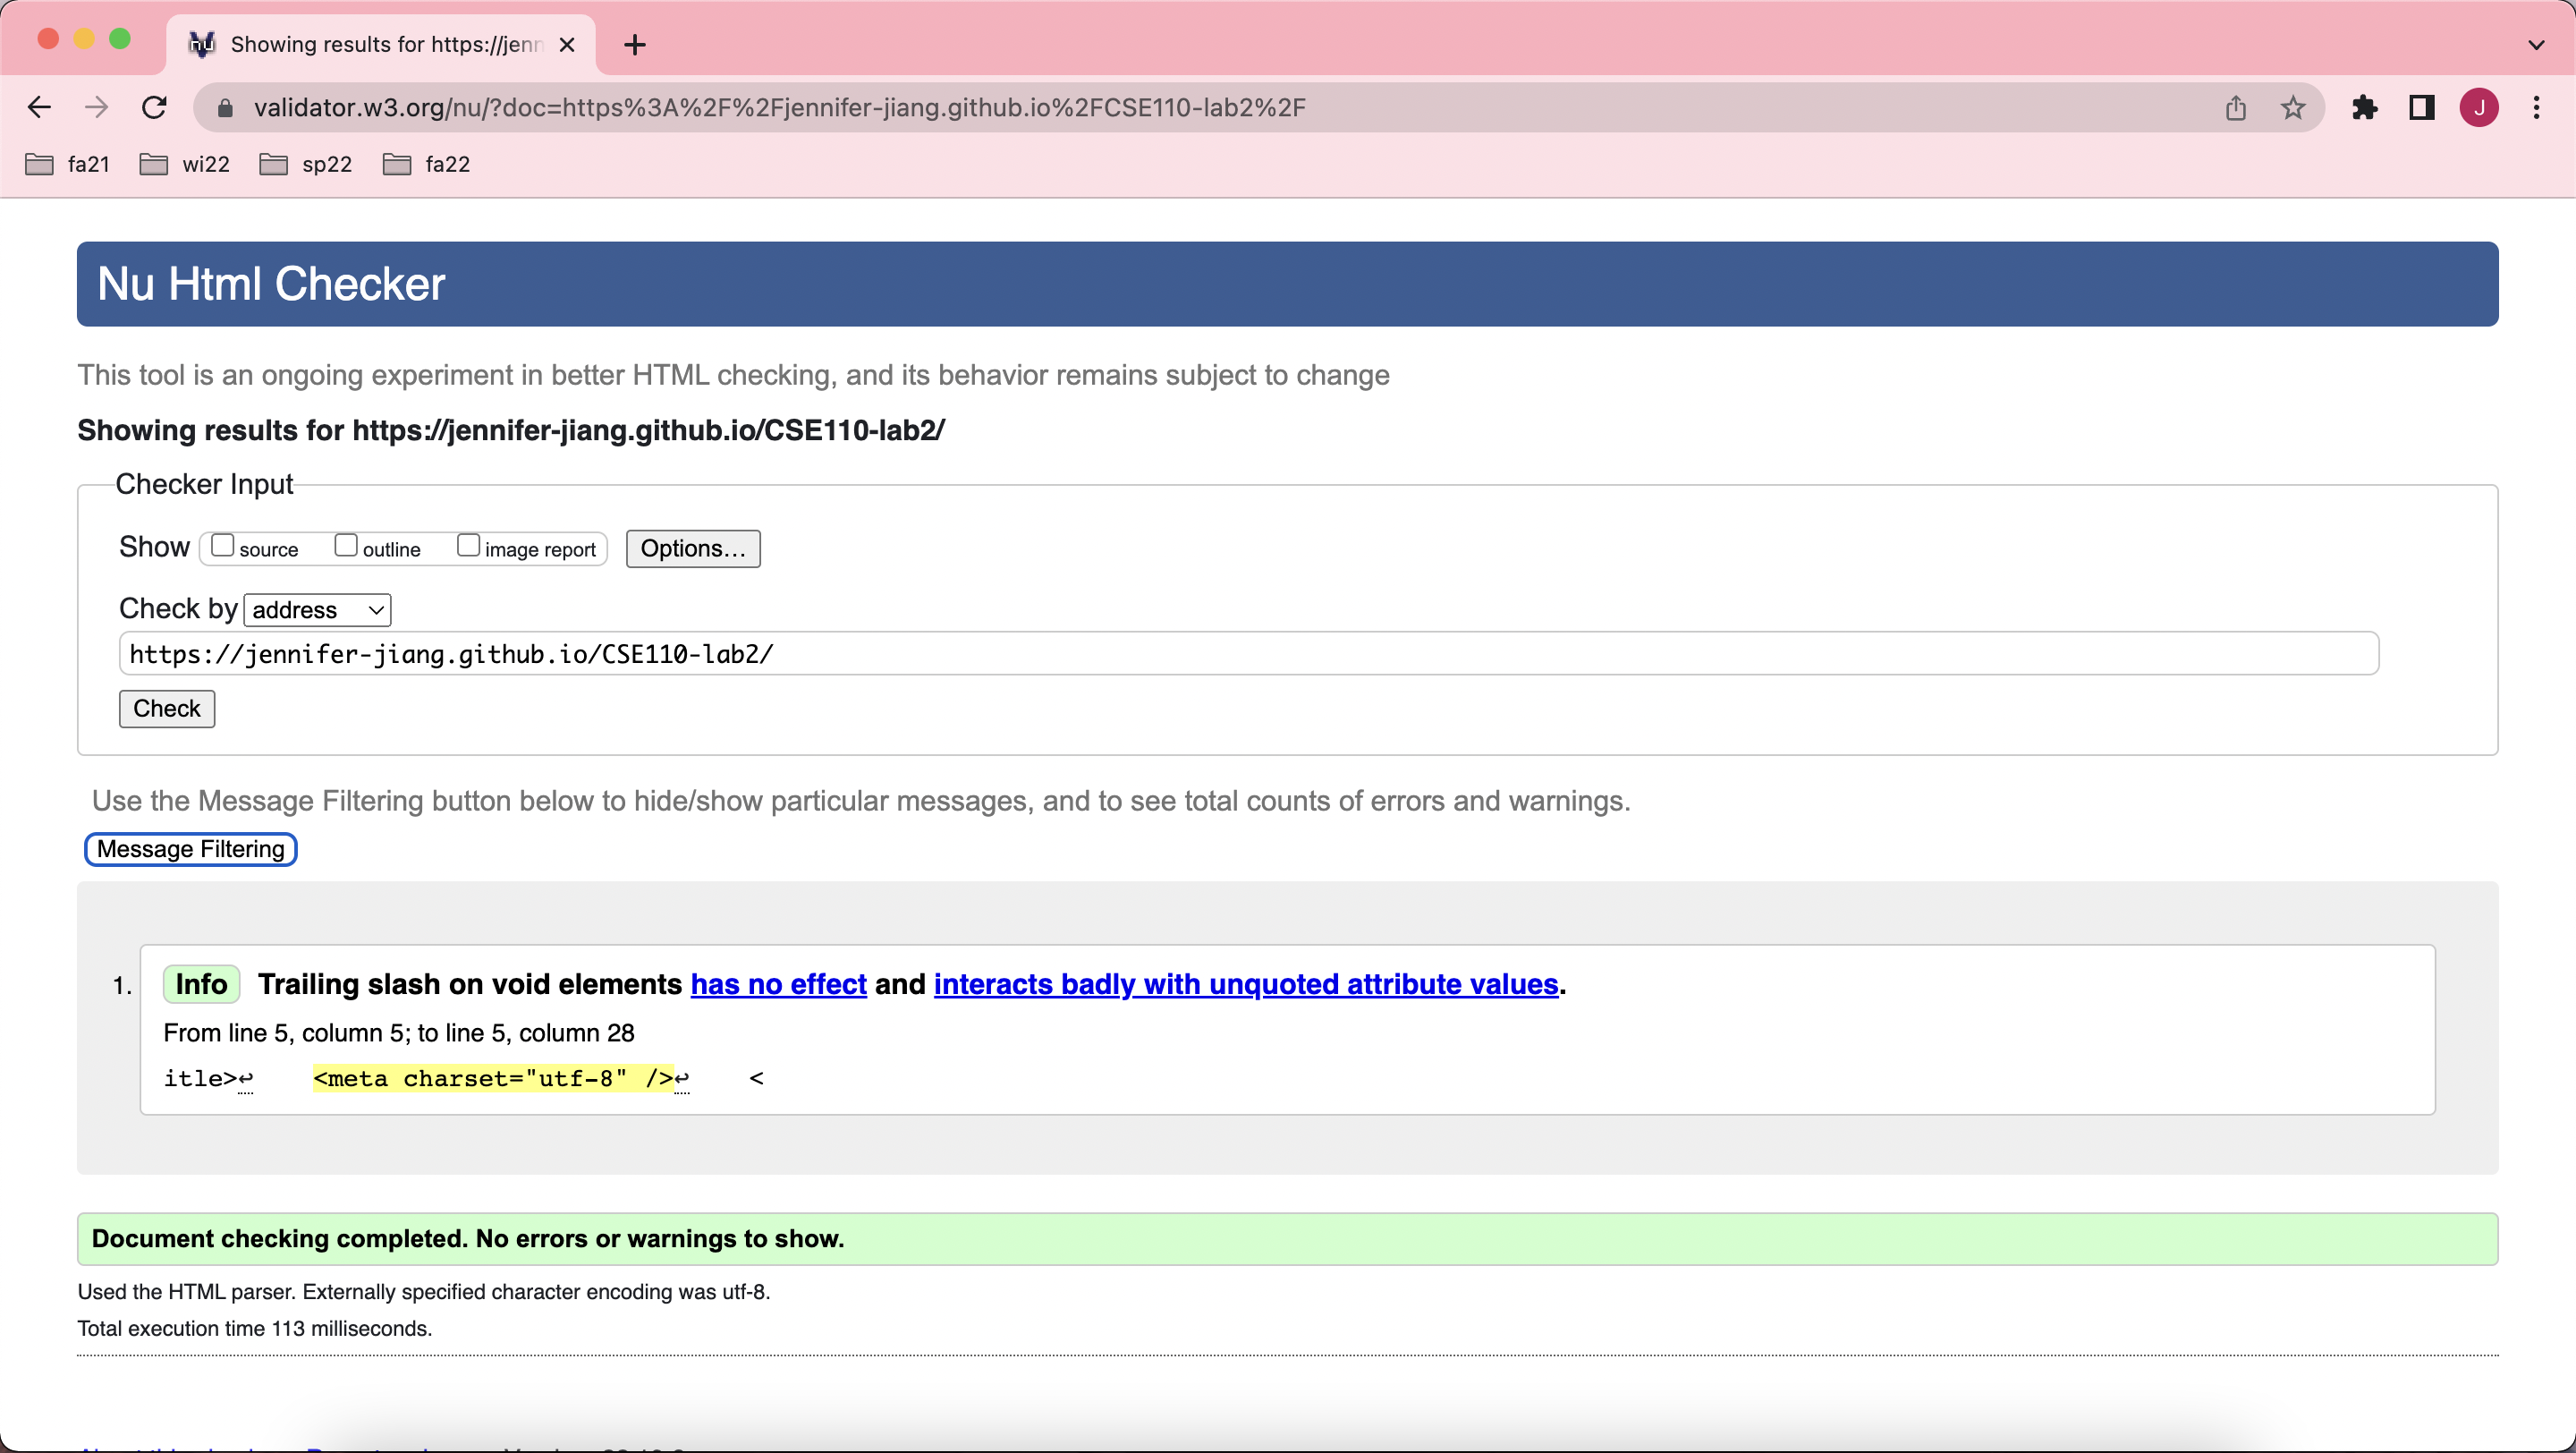 Showing results for https://jenn
validator.w3.org/nu/?doc=https%3A%2F%2Fjennifer-jiang.github.io%2FCSE110-lab2%2F
J
fa21 wi22 sp22 fa22
Nu Html Checker
This tool is an ongoing experiment in better HTML checking, and its behavior remains subject to change
Showing results for https://jennifer-jiang.github.io/CSE110-lab2/
Checker Input
Show source outline image report Options...
Check by address
https://jennifer-jiang.github.io/CSE110-lab2/
Check
Use the Message Filtering button below to hide/show particular messages, and to see total counts of errors and warnings.
Message Filtering
1. Info Trailing slash on void elements has no effect and interacts badly with unquoted attribute values.
From line 5, column 5; to line 5, column 28
itle>↩ <meta charset="utf-8" />↩ <
Document checking completed. No errors or warnings to show.
Used the HTML parser. Externally specified character encoding was utf-8.
Total execution time 113 milliseconds.